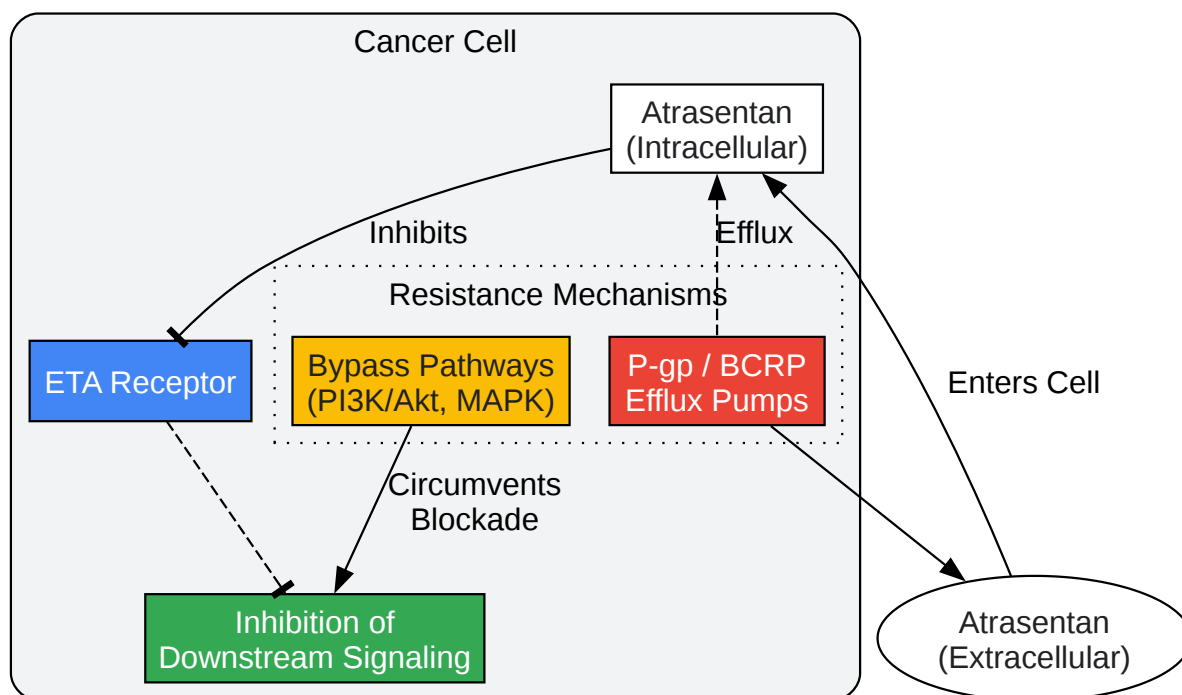 Cancer Cell
Atrasentan
(Intracellular)
Inhibits
Efflux
Resistance Mechanisms
ETA Receptor
Bypass Pathways
(PI3K/Akt, MAPK)
P-gp / BCRP
Efflux Pumps
Enters Cell
Circumvents
Blockade
Inhibition of
Downstream Signaling
Atrasentan
(Extracellular)